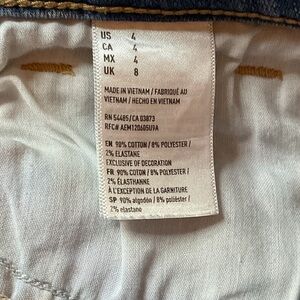 US 4
CA 4
MX 4
UK 8
MADE IN VIETNAM / FABRIQUÉ AU
VIETNAM / HECHO EN VIETNAM
RN 54485/CA 03873
RFC# AEM120605U9A
EN 90% COTTON / 8% POLYESTER /
2% ELASTANE
EXCLUSIVE OF DECORATION
FR 90% COTON / 8% POLYESTER /
2% ÉLASTHANNE
À L'EXCEPTION DE LA GARNITURE
SP 90% algodón / 8% poliéster /
2% elastano